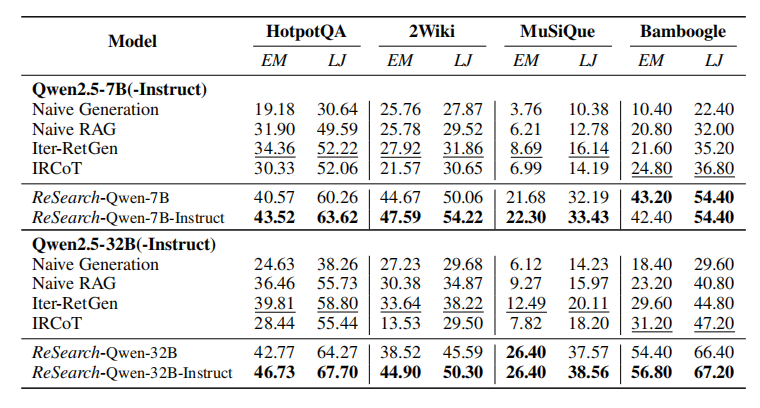 Model HotpotQA 2Wiki MuSiQue Bamboogle
EM LJ EM LJ EM LJ EM LJ
Qwen2.5-7B(-Instruct)
Naive Generation 19.18 30.64 25.76 27.87 3.76 10.38 10.40 22.40
Naive RAG 31.90 49.59 25.78 29.52 6.21 12.78 20.80 32.00
Iter-RetGen 34.36 52.22 27.92 31.86 8.69 16.14 21.60 35.20
IRCoT 30.33 52.06 21.57 30.65 6.99 14.19 24.80 36.80
ReSearch-Qwen-7B 40.57 60.26 44.67 50.06 21.68 32.19 43.20 54.40
ReSearch-Qwen-7B-Instruct 43.52 63.62 47.59 54.22 22.30 33.43 42.40 54.40
Qwen2.5-32B(-Instruct)
Naive Generation 24.63 38.26 27.23 29.68 6.12 14.23 18.40 29.60
Naive RAG 36.46 55.73 30.38 34.87 9.27 15.97 23.20 40.80
Iter-RetGen 39.81 58.80 33.64 38.22 12.49 20.11 29.60 44.80
IRCoT 28.44 55.44 13.53 29.50 7.82 18.20 31.20 47.20
ReSearch-Qwen-32B 42.77 64.27 38.52 45.59 26.40 37.57 54.40 66.40
ReSearch-Qwen-32B-Instruct 46.73 67.70 44.90 50.30 26.40 38.56 56.80 67.20